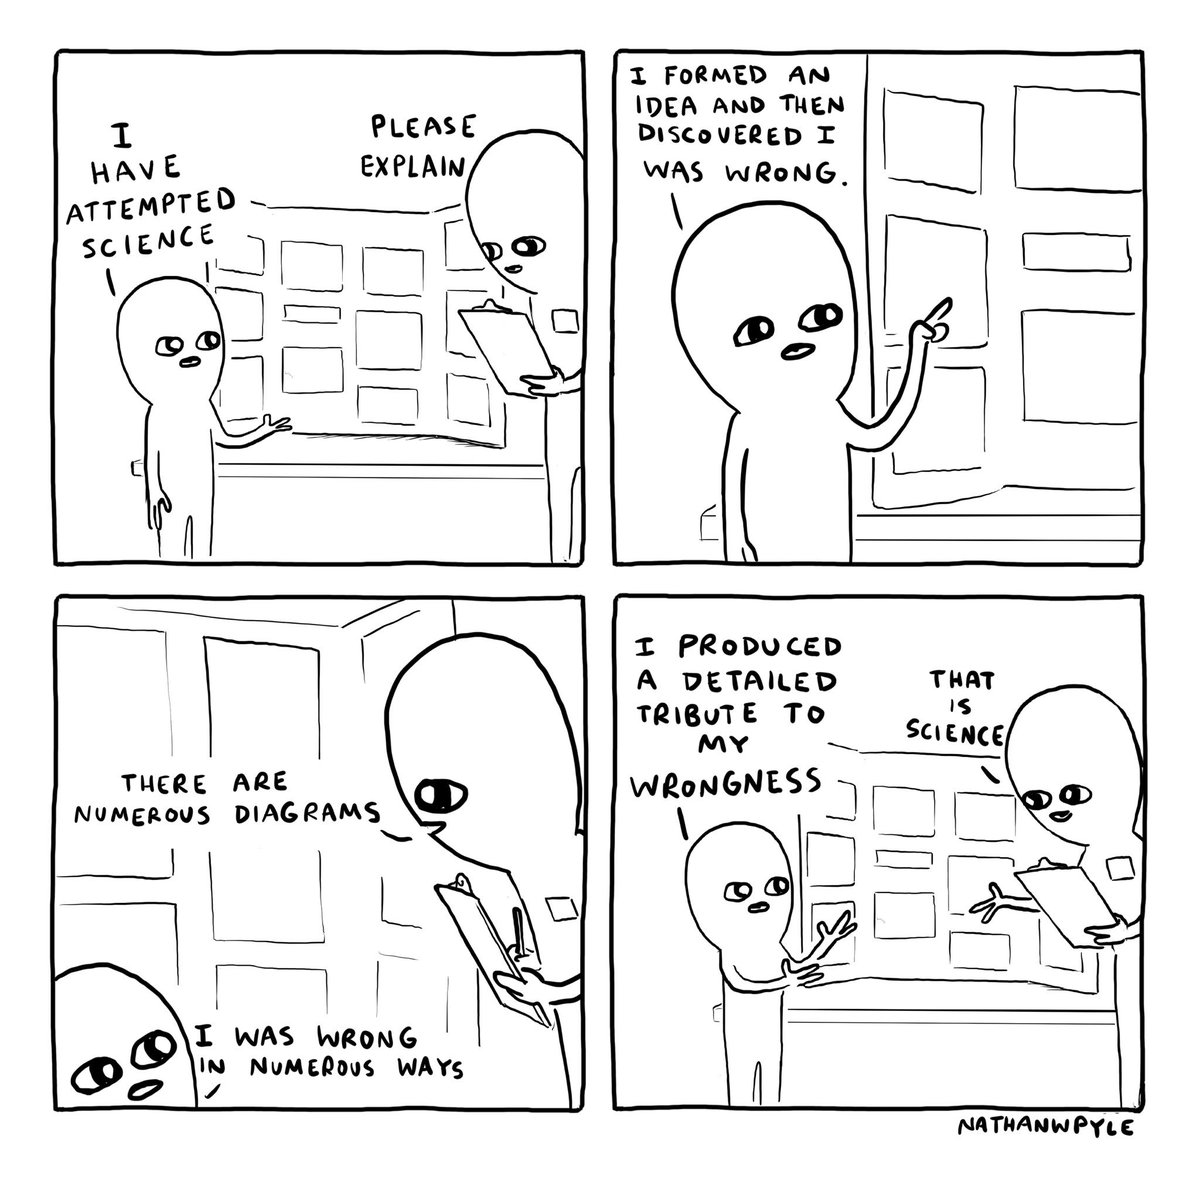 I
HAVE
ATTEMPTED
SCIENCE
PLEASE
EXPLAIN
I FORMED AN
IDEA AND THEN
DISCOVERED I
WAS WRONG.
THERE ARE
NUMEROUS DIAGRAMS
I WAS WRONG
IN NUMEROUS WAYS
I PRODUCED
A DETAILED
TRIBUTE TO
MY
WRONGNESS
THAT
IS
SCIENCE
NATHANWPYLE